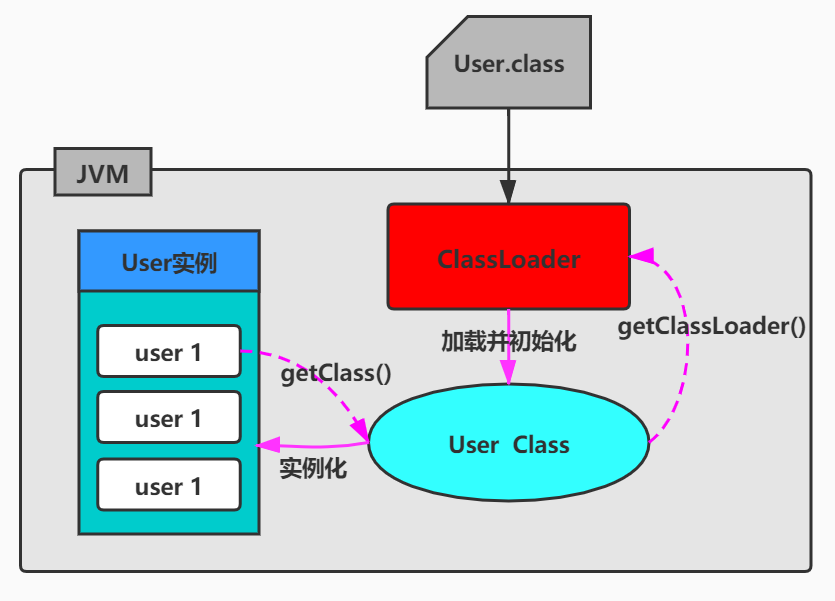 User.class
JVM
User实例
ClassLoader
getClassLoader()
加载并初始化
user 1
getClass()
user 1
User Class
实例化
user 1